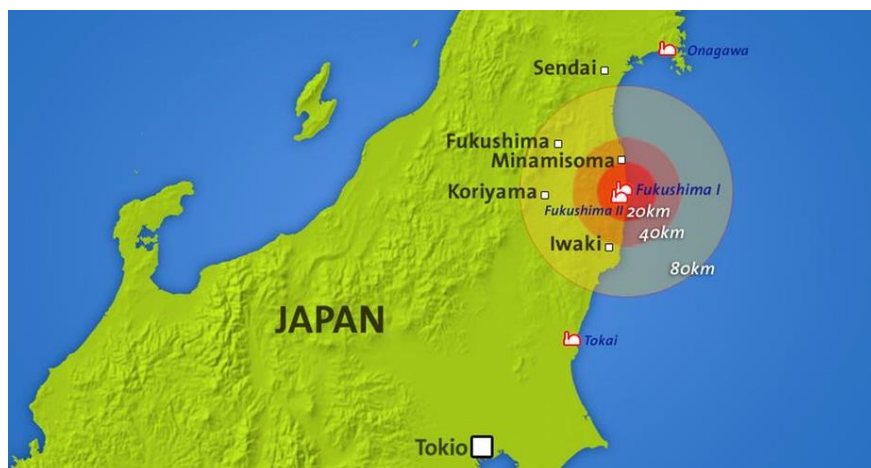 Onagawa
Sendai
Fukushima
Minamisoma
Koriyama
Fukushima I
Fukushima II
20km
40km
Iwaki
80km
JAPAN
Tokai
Tokio